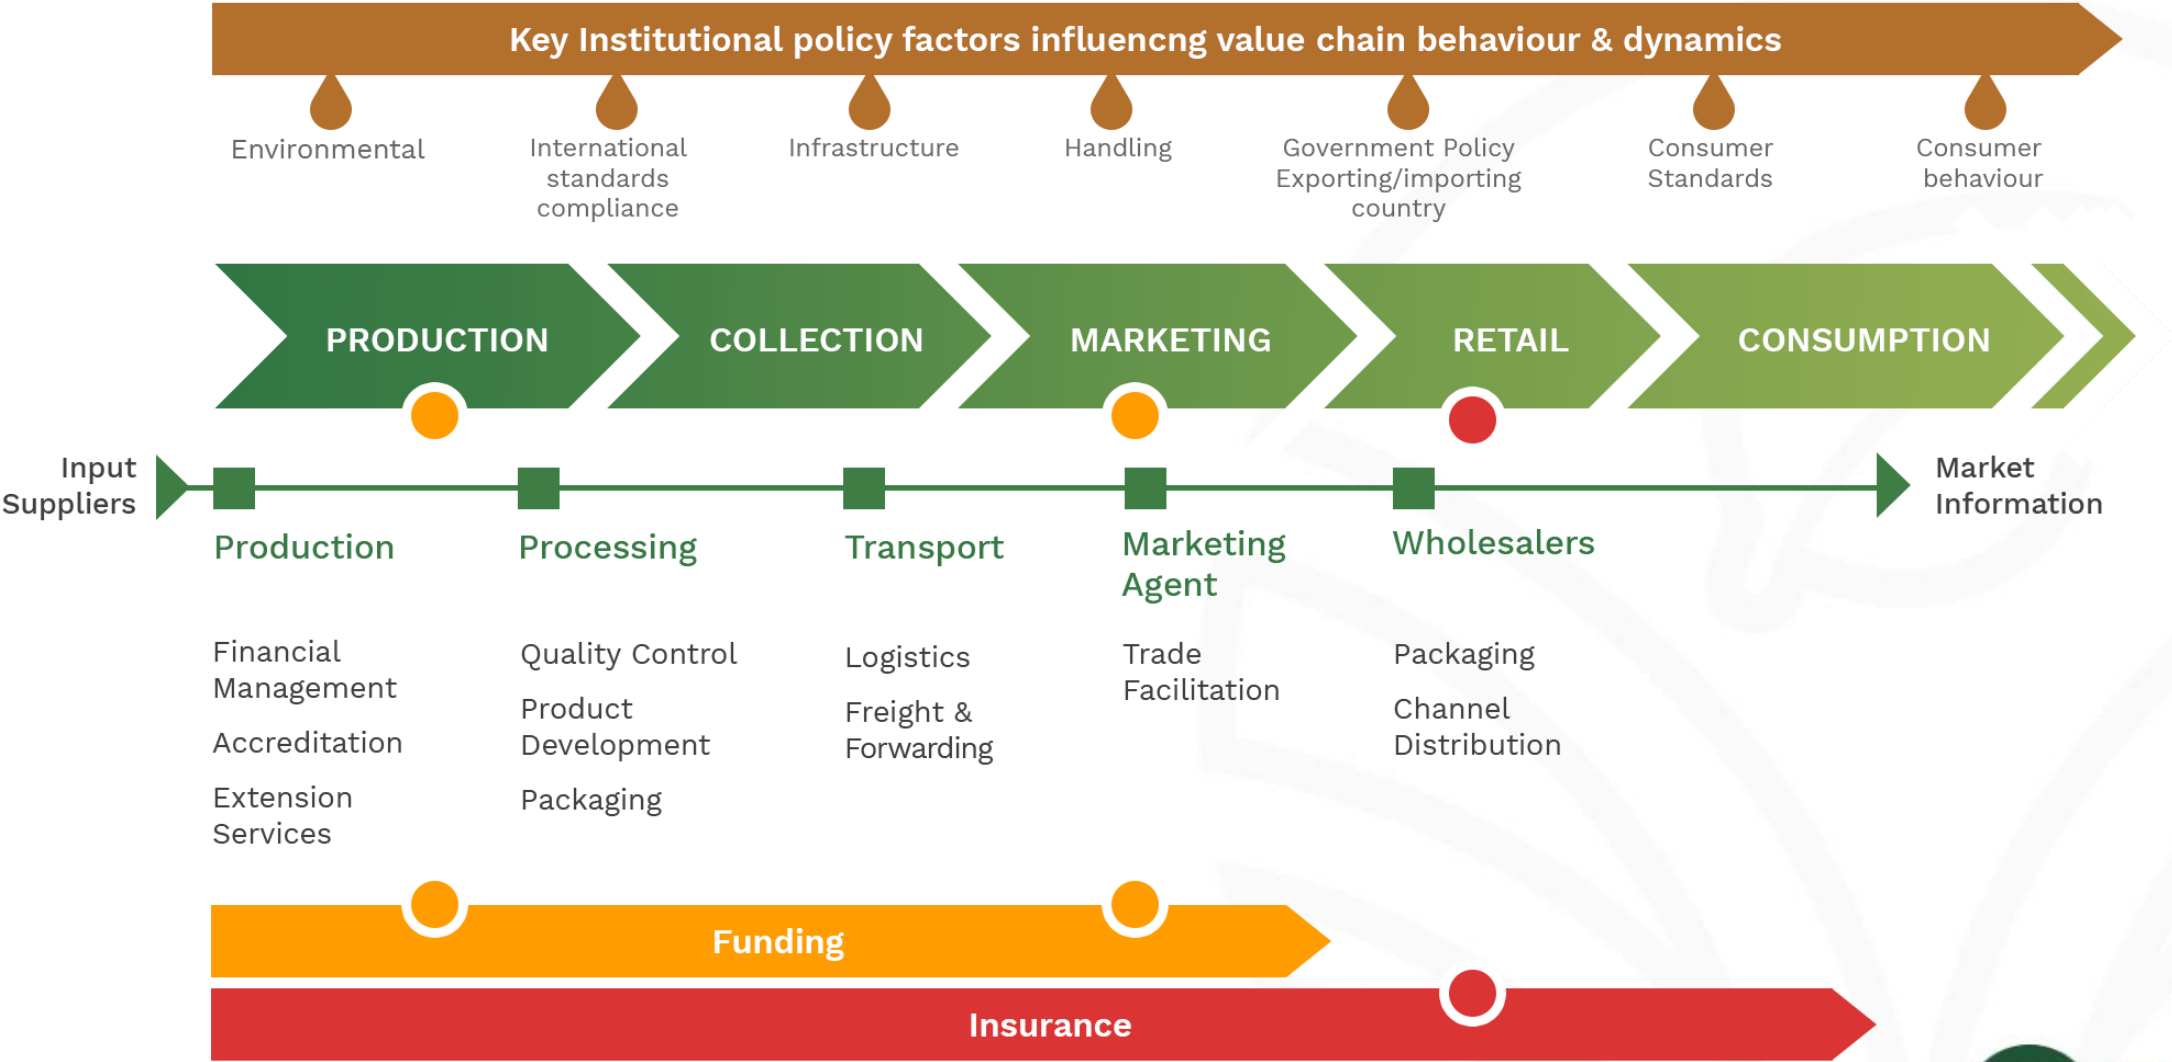 Key Institutional policy factors influencng value chain behaviour & dynamics
Environmental
International
standards
compliance
Infrastructure
Handling
Government Policy
Exporting/importing
country
Consumer
Standards
Consumer
behaviour
PRODUCTION
COLLECTION
MARKETING
RETAIL
CONSUMPTION
Input
Suppliers
Market
Information
Production
Financial
Management
Accreditation
Extension
Services
Processing
Quality Control
Product
Development
Packaging
Transport
Logistics
Freight &
Forwarding
Marketing
Agent
Trade
Facilitation
Wholesalers
Packaging
Channel
Distribution
Funding
Insurance